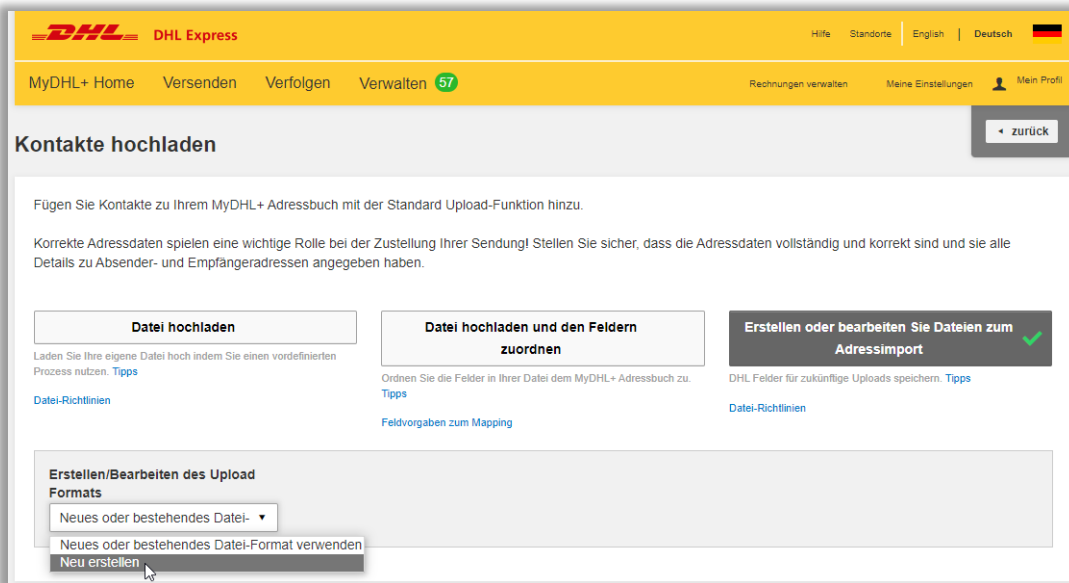 DHL DHL Express
Hilfe Standorte English | Deutsch
MyDHL+ Home Versenden Verfolgen Verwalten 57
Rechnungen verwalten Meine Einstellungen Mein Profil
zurück
Kontakte hochladen
Fügen Sie Kontakte zu Ihrem MyDHL+ Adressbuch mit der Standard Upload-Funktion hinzu.
Korrekte Adressdaten spielen eine wichtige Rolle bei der Zustellung Ihrer Sendung! Stellen Sie sicher, dass die Adressdaten vollständig und korrekt sind und sie alle
Details zu Absender- und Empfängeradressen angegeben haben.
Datei hochladen
Laden Sie Ihre eigene Datei hoch indem Sie einen vordefinierten
Prozess nutzen. Tipps
Datei-Richtlinien
Datei hochladen und den Feldern
zuordnen
Ordnen Sie die Felder in Ihrer Datei dem MyDHL+ Adressbuch zu.
Tipps
Feldvorgaben zum Mapping
Erstellen oder bearbeiten Sie Dateien zum
Adressimport
DHL Felder für zukünftige Uploads speichern. Tipps
Datei-Richtlinien
Erstellen/Bearbeiten des Upload
Formats
Neues oder bestehendes Datei-
Neues oder bestehendes Datei-Format verwenden
Neu erstellen